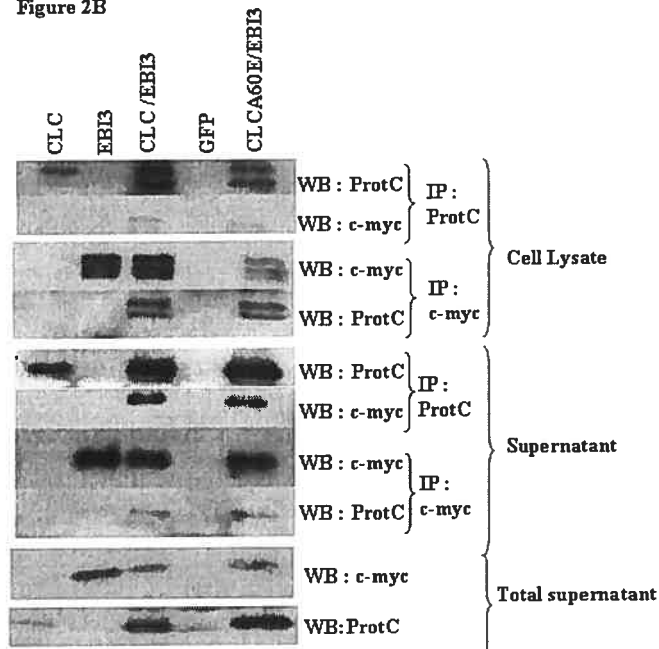 Figure 2B
CLC
EBI3
CLC/EBI3
GFP
CLCA60E/EBI3
WB : ProtC
WB : c-myc
IP : ProtC
WB : c-myc
WB : ProtC
IP : c-myc
Cell Lysate
WB : ProtC
WB : c-myc
IP : ProtC
WB : c-myc
WB : ProtC
IP : c-myc
Supernatant
WB : c-myc
WB:ProtC
Total supernatant